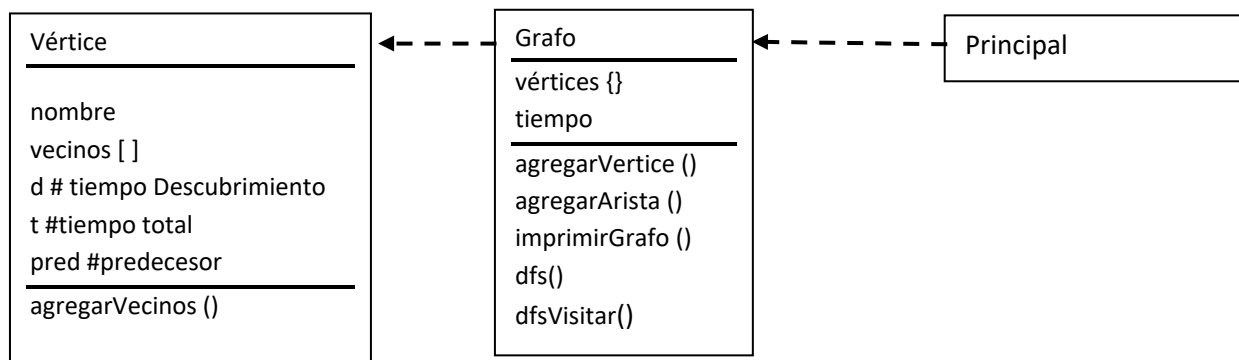 Vértice
nombre
vecinos [ ]
d # tiempo Descubrimiento
t #tiempo total
pred #predecesor
agregarVecinos ()
Grafo
vértices {}
tiempo
agregarVertice ()
agregarArista ()
imprimirGrafo ()
dfs()
dfsVisitar()
Principal